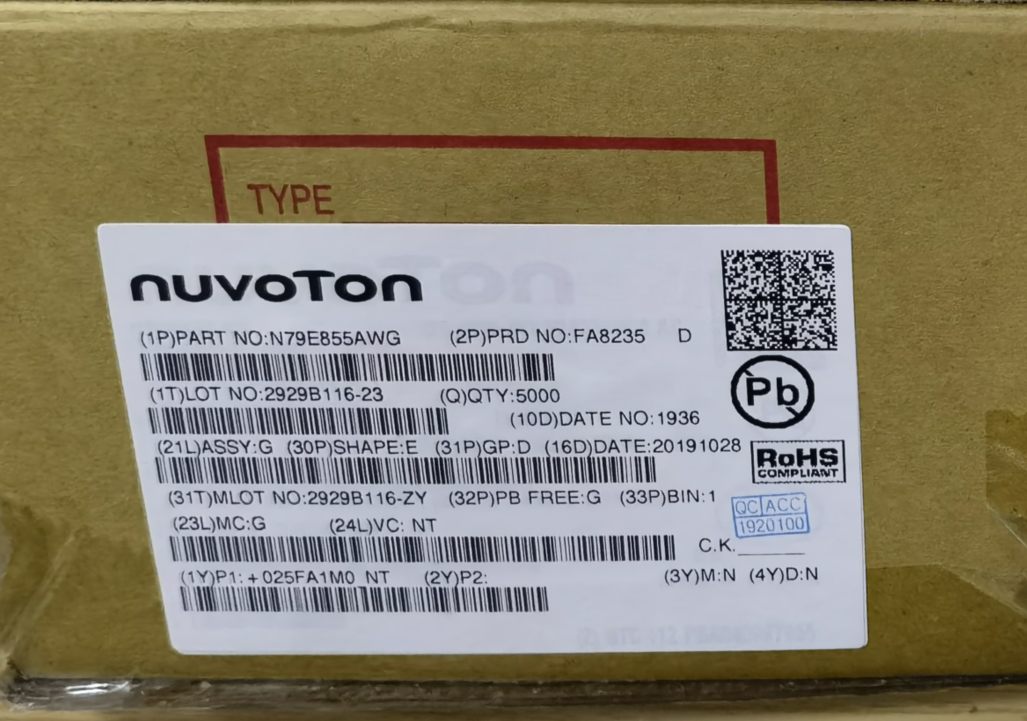 TYPE
nuvoTon
(1P)PART NO:N79E855AWG (2P)PRD NO:FA8235 D
(1T)LOT NO:2929B116-23 (Q)QTY:5000
(10D)DATE NO:1936
(21L)ASSY:G (30P)SHAPE:E (31P)GP:D (16D)DATE:20191028
(31T)MLOT NO:2929B116-ZY (32P)PB FREE:G (33P)BIN:1
(23L)MC:G (24L)VC: NT
(1Y)P1:+025FA1M0 NT (2Y)P2: (3Y)M:N (4Y)D:N
Pb
RoHS
COMPLIANT
QC ACC
1920100
C.K.